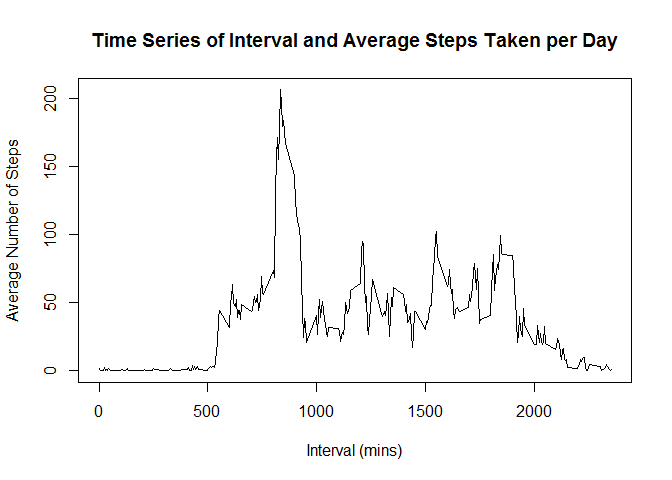 Time Series of Interval and Average Steps Taken per Day
Average Number of Steps
200
150
100
50
0
0 500 1000 1500 2000
Interval (mins)